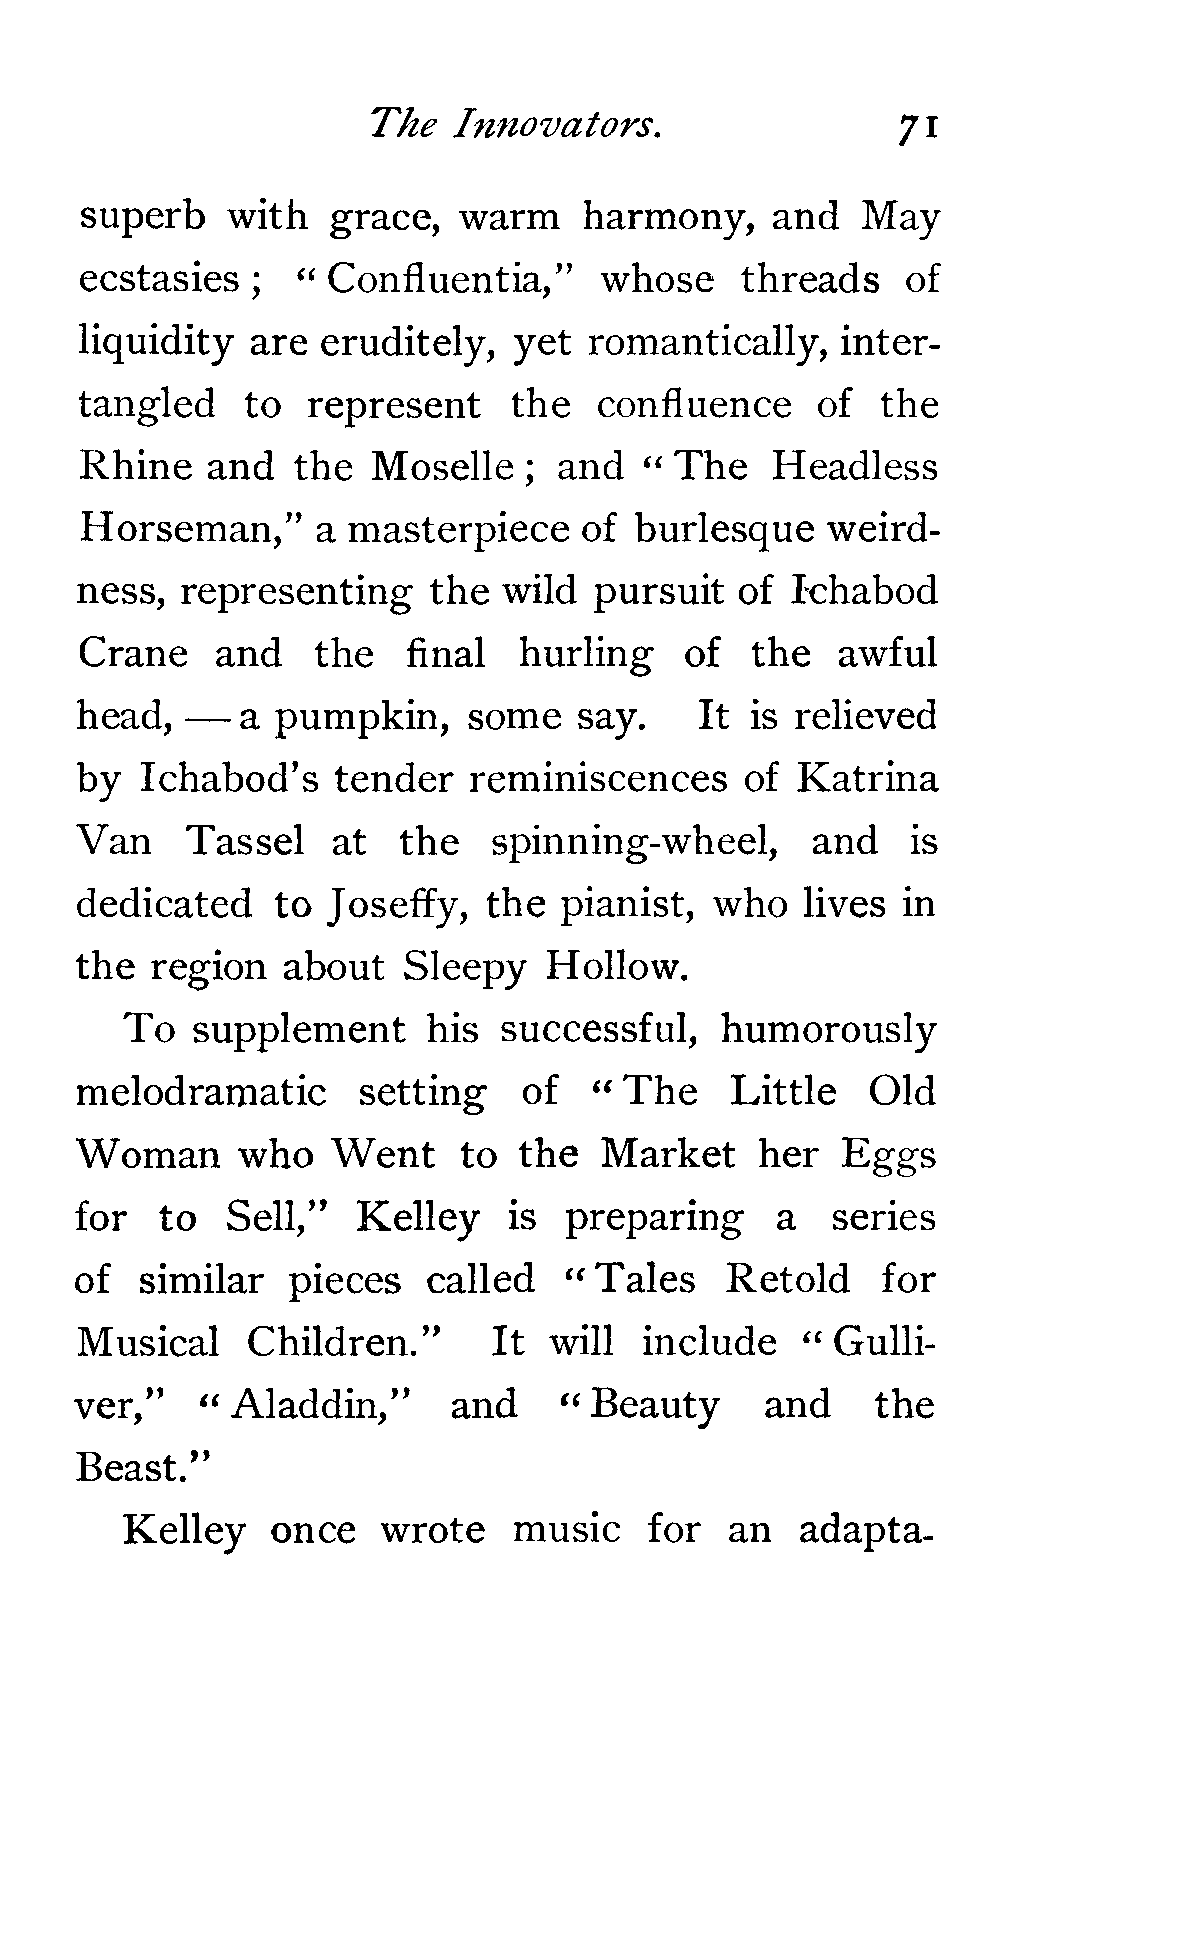 The Innovators. 71
superb with grace, warm harmony, and May
ecstasies ; “ Confluentia,” whose threads of
liquidity are eruditely, yet romantically, inter-
tangled to represent the confluence of the
Rhine and the Moselle ; and “ The Headless
Horseman,” a masterpiece of burlesque weird-
ness, representing the wild pursuit of Ichabod
Crane and the final hurling of the awful
head, — a pumpkin, some say. It is relieved
by Ichabod’s tender reminiscences of Katrina
Van Tassel at the spinning-wheel, and is
dedicated to Joseffy, the pianist, who lives in
the region about Sleepy Hollow.
To supplement his successful, humorously
melodramatic setting of “ The Little Old
Woman who Went to the Market her Eggs
for to Sell,” Kelley is preparing a series
of similar pieces called “ Tales Retold for
Musical Children.” It will include “ Gulli-
ver,” “ Aladdin,” and “ Beauty and the
Beast.”
Kelley once wrote music for an adapta-